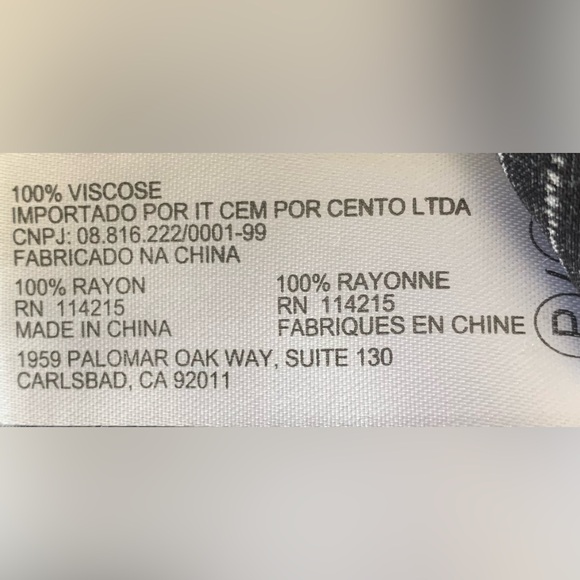 100% VISCOSE
IMPORTADO POR IT CEM POR CENTO LTDA
CNPJ: 08.816.222/0001-99
FABRICADO NA CHINA
100% RAYON
RN 114215
MADE IN CHINA
100% RAYONNE
RN 114215
FABRIQUES EN CHINE
1959 PALOMAR OAK WAY, SUITE 130
CARLSBAD, CA 92011